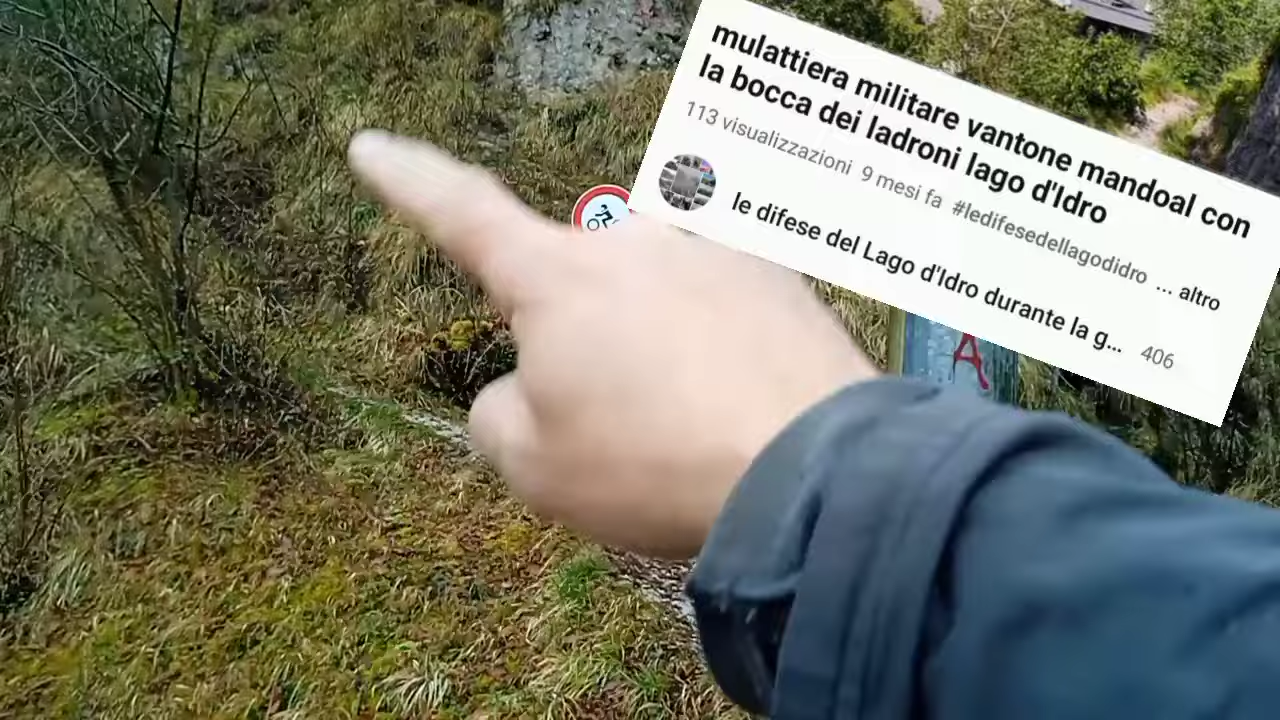 mulattiera militare vantone mandoal con
la bocca dei ladroni lago d'Idro
113 visualizzazioni 9 mesi fa #ledifesedellagodidro ... altro
le difese del Lago d'Idro durante la g... 406
A